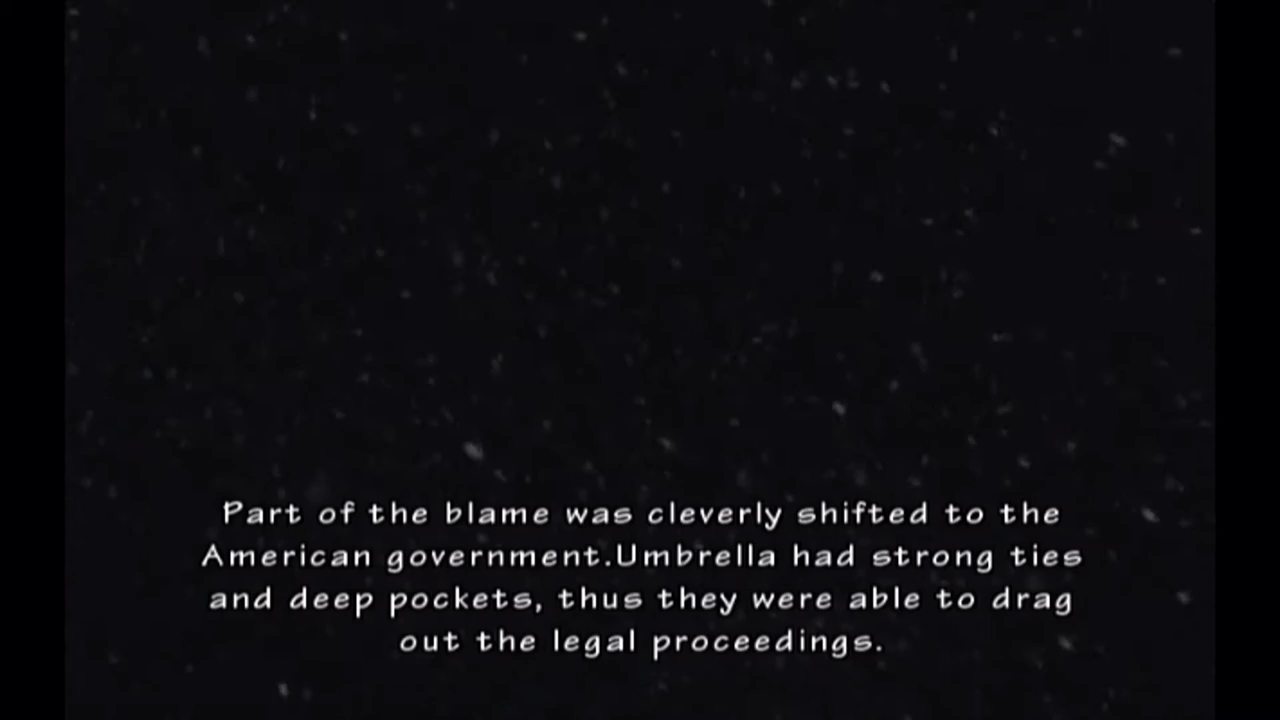 Part of the blame was cleverly shifted to the
American government.Umbrella had strong ties
and deep pockets, thus they were able to drag
out the legal proceedings.